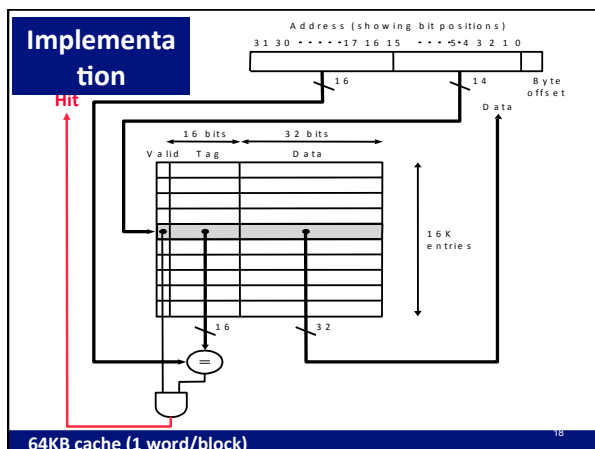 Implementa
tion
Address (showing bit positions)
31 30 · · · · · 17 16 15 · · · · · 5 4 3 2 1 0
16
14
Byte
offset
Hit
Data
16 bits
32 bits
Valid
Tag
Data
16K
entries
16
32
=
18
64KB cache (1 word/block)